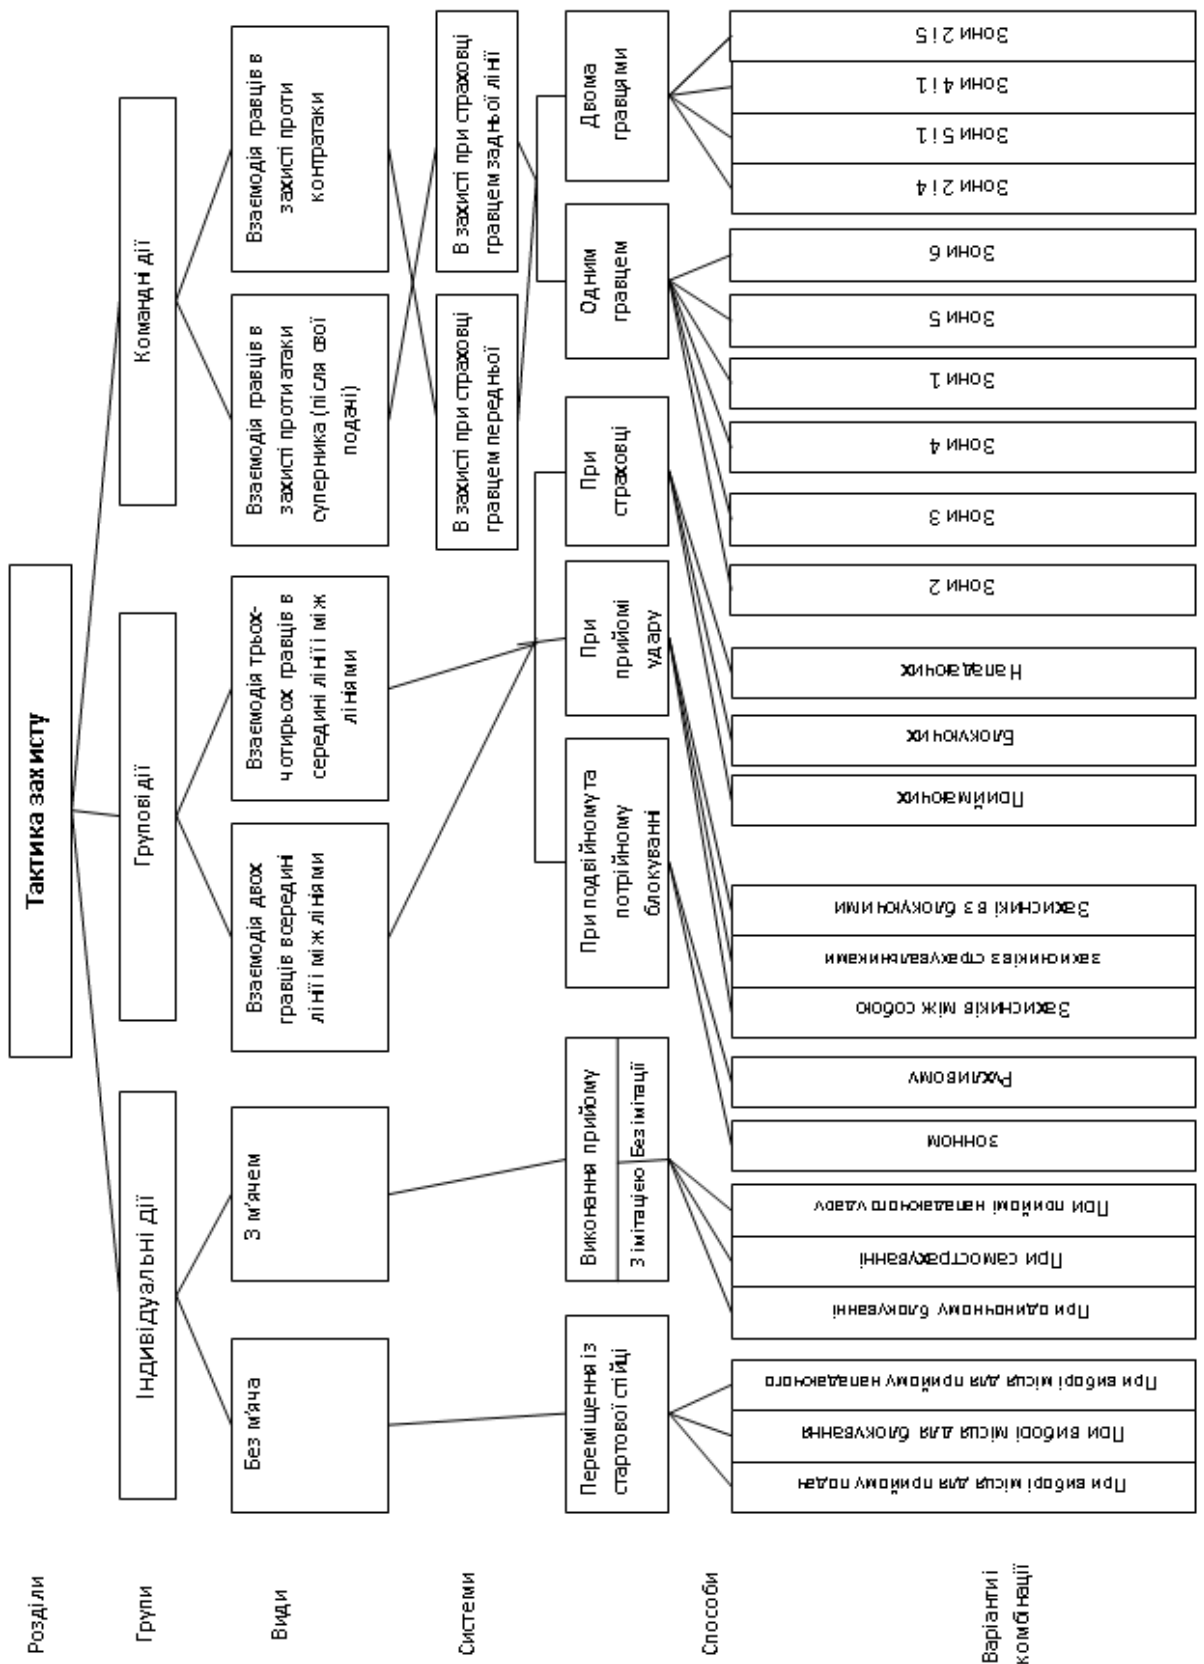 Розділи
Тактика захисту
Групи
Індивідуальні дії
Групові дії
Командні дії
Види
Без м'яча
З м'ячем
Взаємодія двох
гравців всередині
лінії і між лініями
Взаємодія трьох-
чотирьох гравців в
середині лінії і між
лініями
Взаємодія гравців в
захисті проти атаки
суперника (після свої
подачі)
Взаємодія гравців в
захисті проти
контратаки
Системи
В захисті при страховці
гравцем передньої
В захисті при страховці
гравцем задньої лінії
Способи
Переміщення із
стартової стійці
Виконання прийому
З імітацією Без імітації
При подвійному та
потрійному
блокуванні
При
прийомі
удару
При
страховці
Одним
гравцем
Двома
гравцями
Варіанти і
комбінації
При виборі місця для прийому подач
При виборі місця для блокування
При виборі місця для прийому нападаючого
При одиночному блокуванні
При самострахуванні
При прийомі нападаючого удару
зонном
Рухливому
Захисників між собою
захисників з страхувальниками
Захисників з блокуючими
Приймаючих
Блокуючих
Нападаючих
Зони 2
Зони 3
Зони 4
Зони 1
Зони 5
Зони 6
Зони 2 і 4
Зони 5 і 1
Зони 4 і 1
Зони 2 і 5